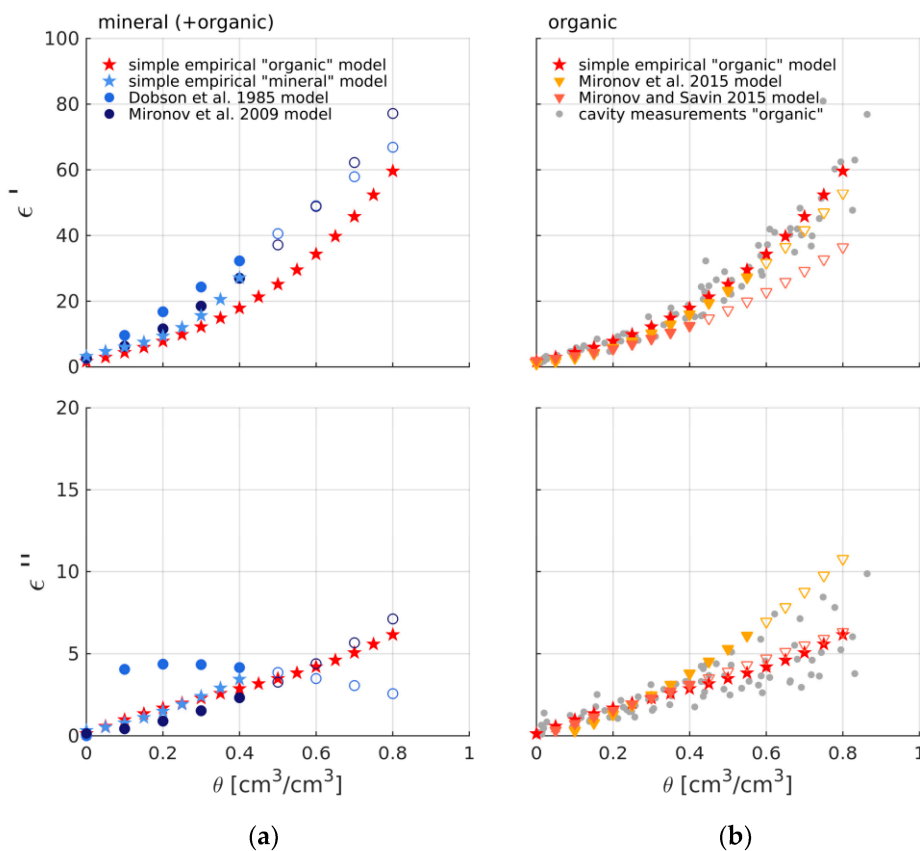 mineral (+organic)
100
80
60
40
20
0
ϵ '
simple empirical "organic" model
simple empirical "mineral" model
Dobson et al. 1985 model
Mironov et al. 2009 model
organic
simple empirical "organic" model
Mironov et al. 2015 model
Mironov and Savin 2015 model
cavity measurements "organic"
20
15
10
5
0
ϵ ''
0 0.2 0.4 0.6 0.8 1
θ [cm³/cm³]
0 0.2 0.4 0.6 0.8 1
θ [cm³/cm³]
(a)
(b)